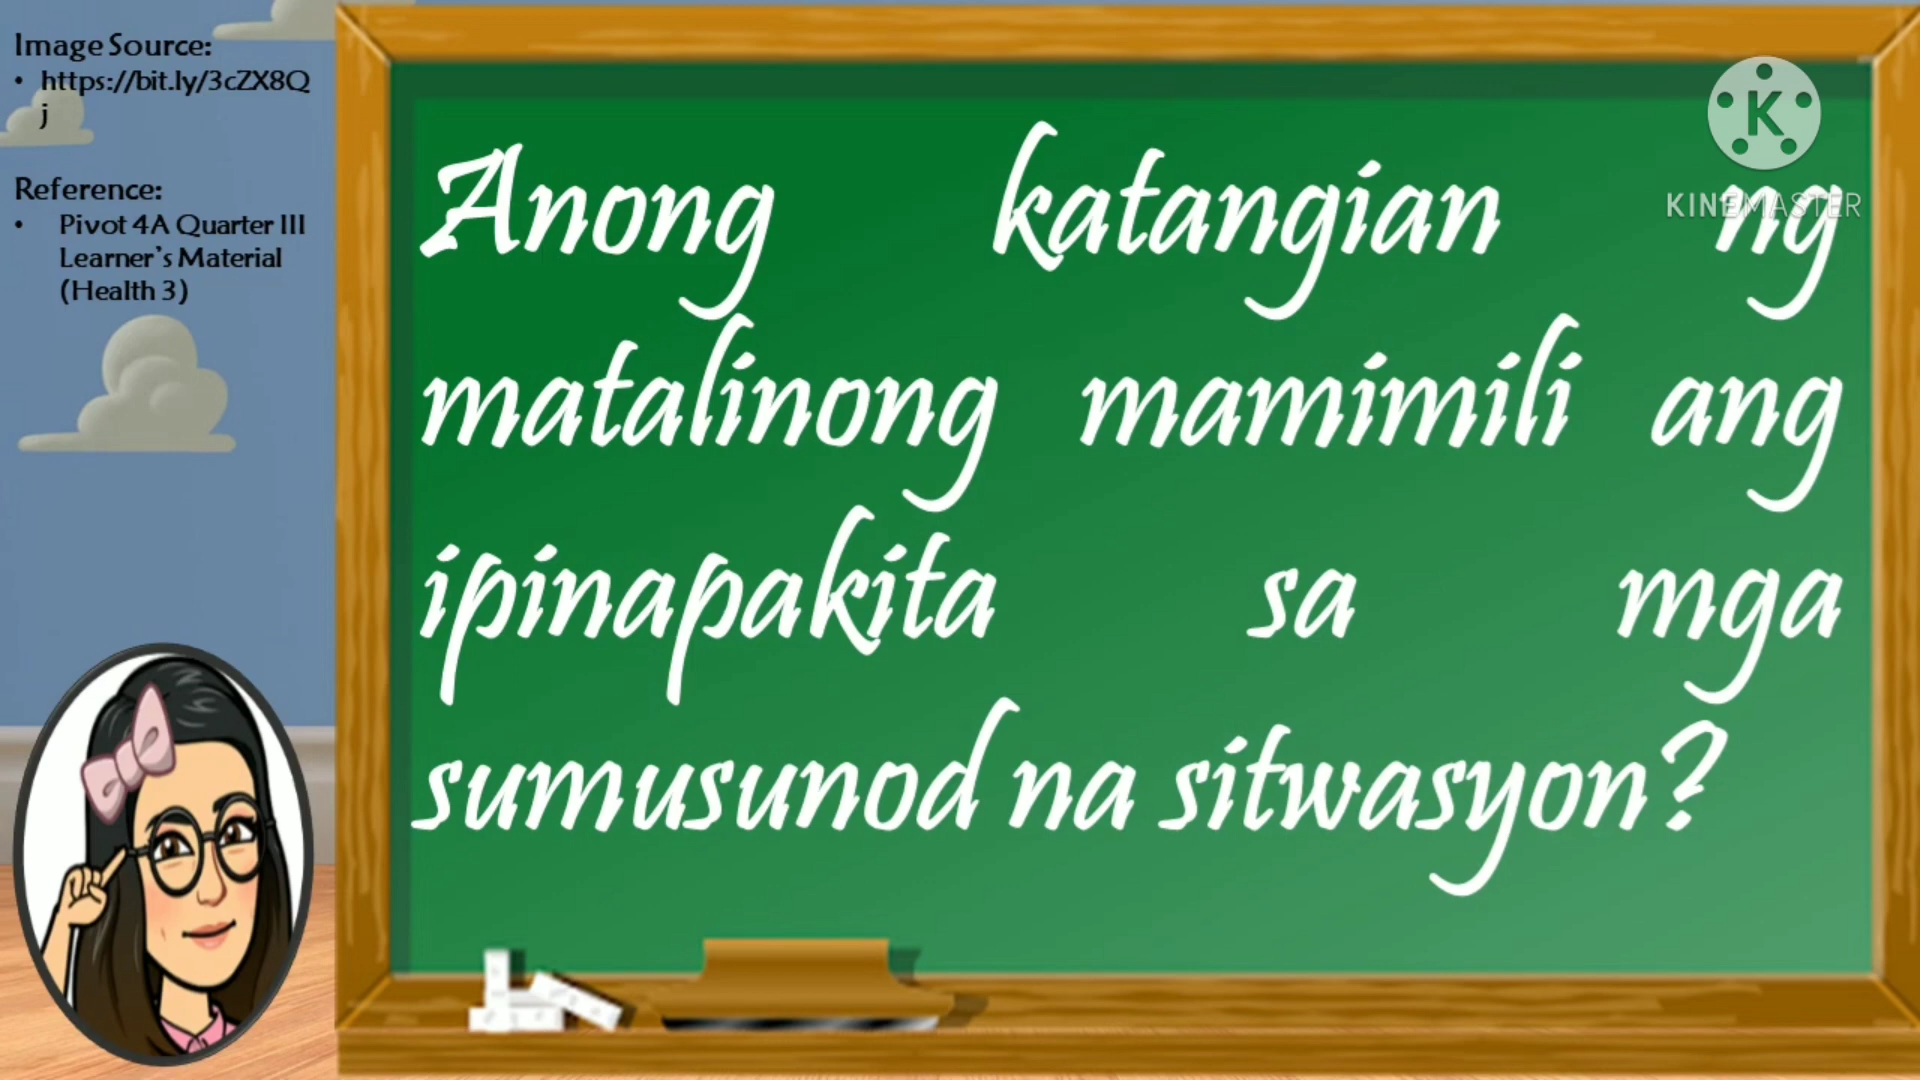 Image Source:
• https://bit.ly/3cZX8Q
j
Reference:
• Pivot 4A Quarter III
Learner's Material
(Health 3)
Anong katangian ng
matalinong mamimili ang
ipinapakita sa mga
sumusunod na sitwasyon?
K
KINEMASTER